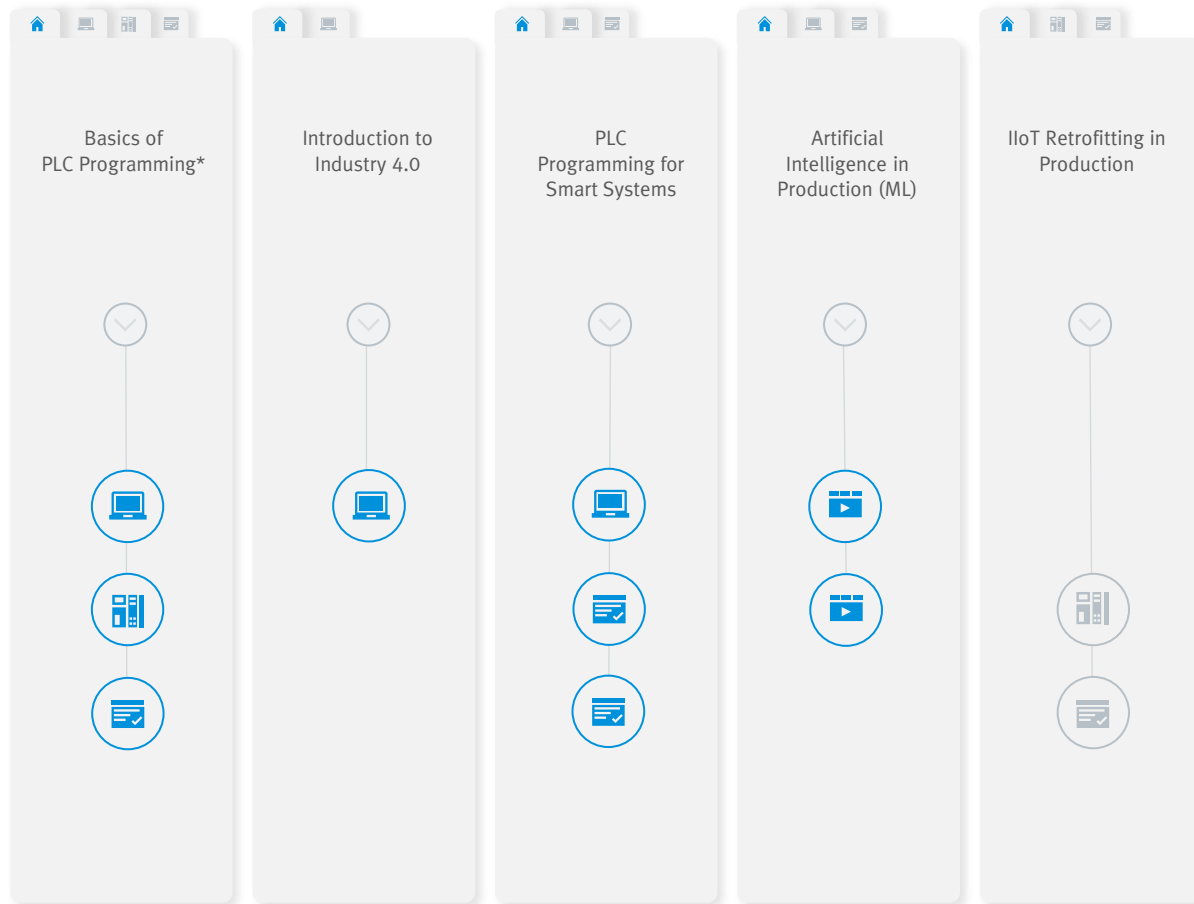 Basics of
PLC Programming*
Introduction to
Industry 4.0
PLC
Programming for
Smart Systems
Artificial
Intelligence in
Production (ML)
IIoT Retrofitting in
Production